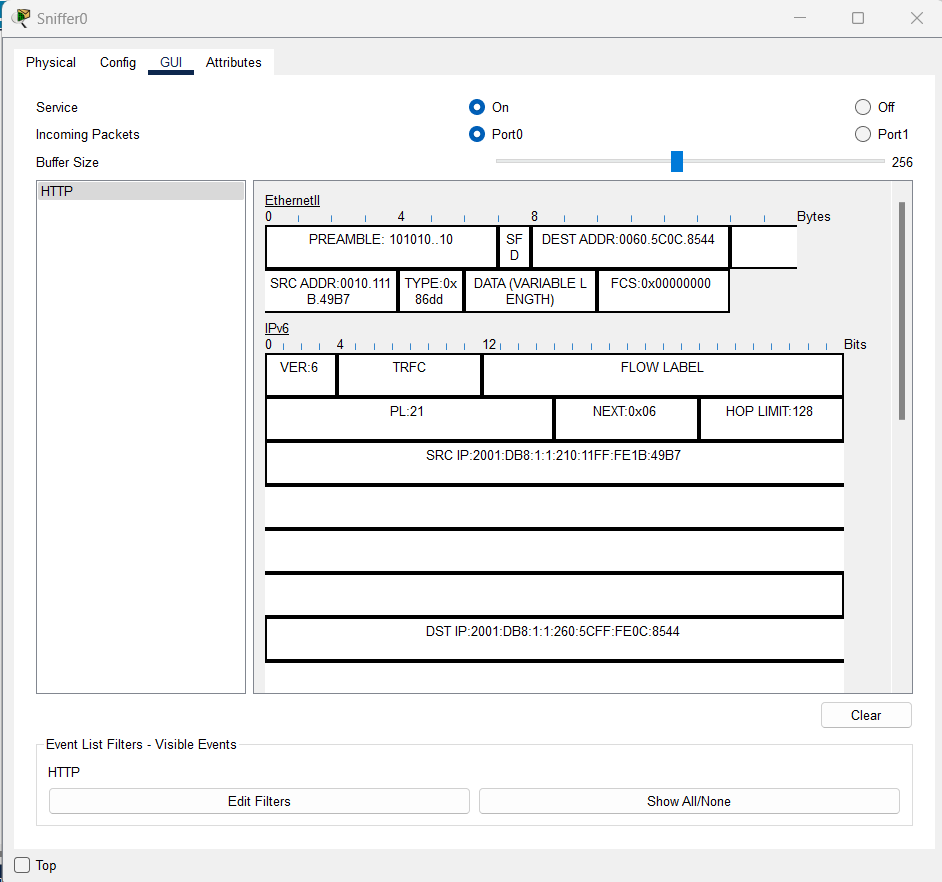 Sniffer0
Physical Config GUI Attributes
Service On Off
Incoming Packets Port0 Port1
Buffer Size 256
HTTP
EthernetII
0 4 8 Bytes
PREAMBLE: 101010..10 SF DEST ADDR:0060.5C0C.8544
D
SRC ADDR:0010.111 TYPE:0x DATA (VARIABLE L FCS:0x00000000
B.49B7 86dd ENGTH)
IPv6
0 4 12 Bits
VER:6 TRFC FLOW LABEL
PL:21 NEXT:0x06 HOP LIMIT:128
SRC IP:2001:DB8:1:1:210:11FF:FE1B:49B7
DST IP:2001:DB8:1:1:260:5CFF:FE0C:8544
Clear
Event List Filters - Visible Events
HTTP
Edit Filters Show All/None
Top